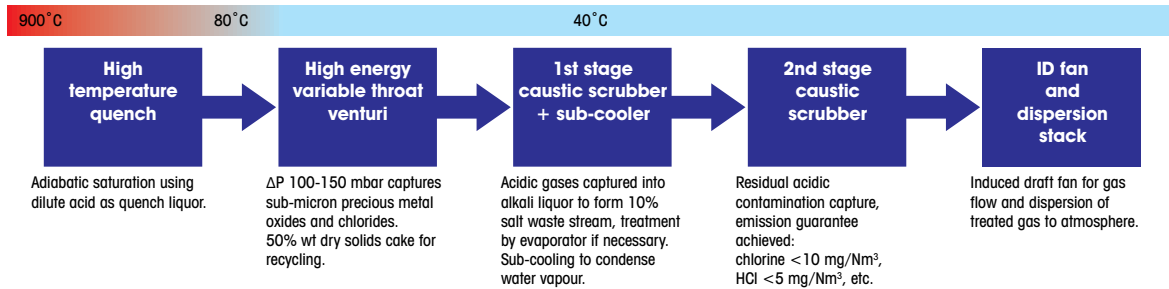 900˚C 80˚C 40˚C
High
temperature
quench
High energy
variable throat
venturi
1st stage
caustic scrubber
+ sub-cooler
2nd stage
caustic
scrubber
ID fan
and
dispersion
stack
Adiabatic saturation using
dilute acid as quench liquor.
ΔP 100-150 mbar captures
sub-micron precious metal
oxides and chlorides.
50% wt dry solids cake for
recycling.
Acidic gases captured into
alkali liquor to form 10%
salt waste stream, treatment
by evaporator if necessary.
Sub-cooling to condense
water vapour.
Residual acidic
contamination capture,
emission guarantee
achieved:
chlorine <10 mg/Nm³,
HCl <5 mg/Nm³, etc.
Induced draft fan for gas
flow and dispersion of
treated gas to atmosphere.